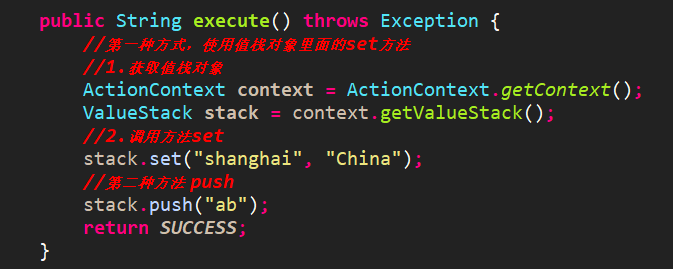 public String execute() throws Exception {
//第一种方式，使用值栈对象里面的set方法
//1.获取值栈对象
ActionContext context = ActionContext.getContext();
ValueStack stack = context.getValueStack();
//2.调用方法set
stack.set("shanghai", "China");
//第二种方法 push
stack.push("ab");
return SUCCESS;
}